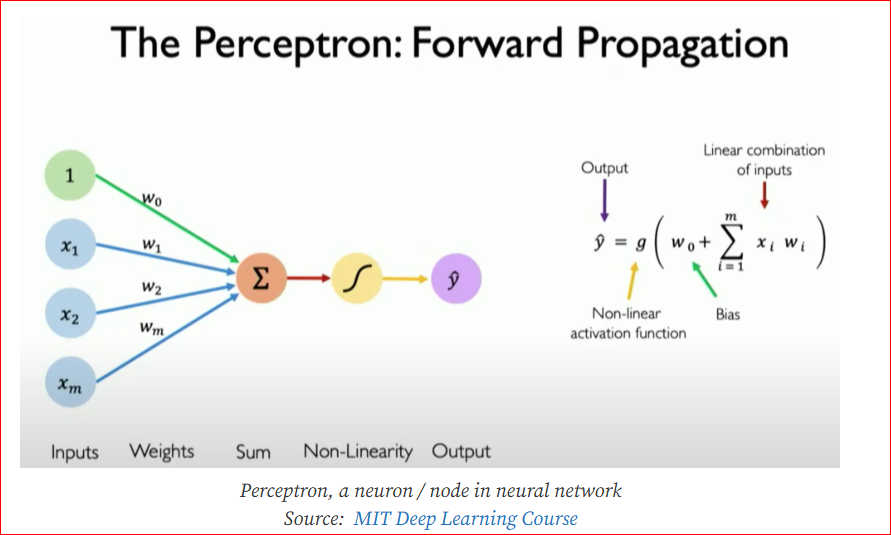 The Perceptron: Forward Propagation
1
x₁
x₂
xₘ
w₀
w₁
w₂
wₘ
Σ
∫
ŷ
Inputs Weights Sum Non-Linearity Output
Output
Linear combination
of inputs
ŷ = g ( w₀ + ∑ᵢ₌₁ᵐ xᵢ wᵢ )
Non-linear
activation function
Bias
Perceptron, a neuron / node in neural network
Source: MIT Deep Learning Course